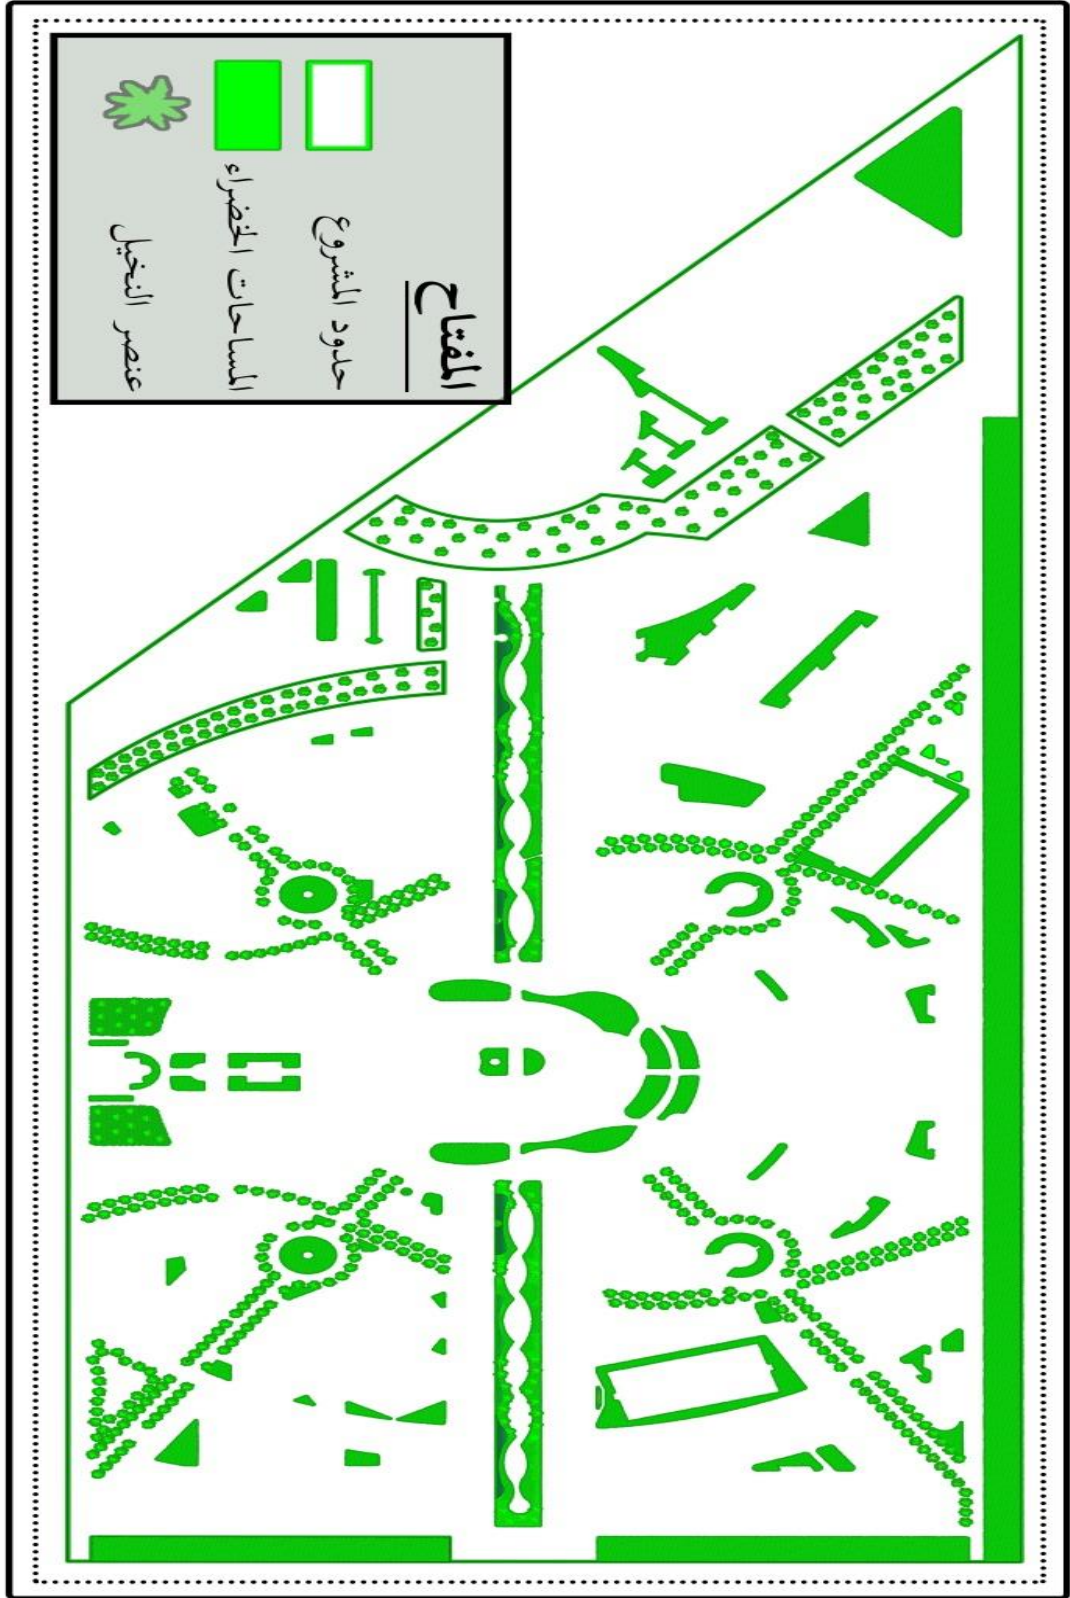 المفتاح
حدود المشروع
المساحات الخضراء
عنصر النخيل